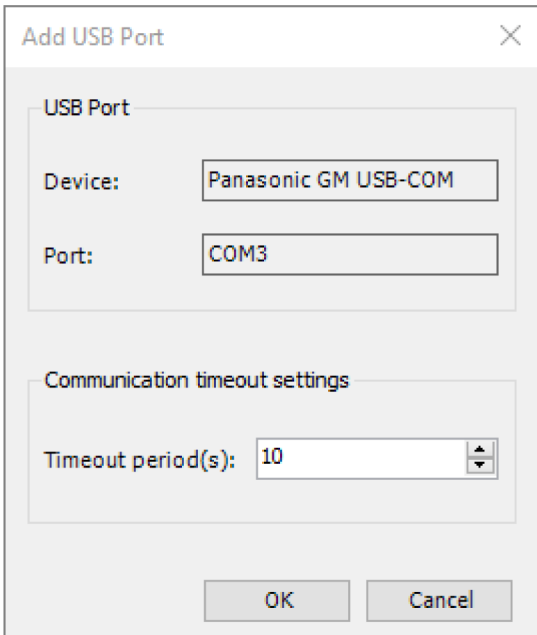 Add USB Port
USB Port
Device: Panasonic GM USB-COM
Port: COM3
Communication timeout settings
Timeout period(s): 10
OK Cancel